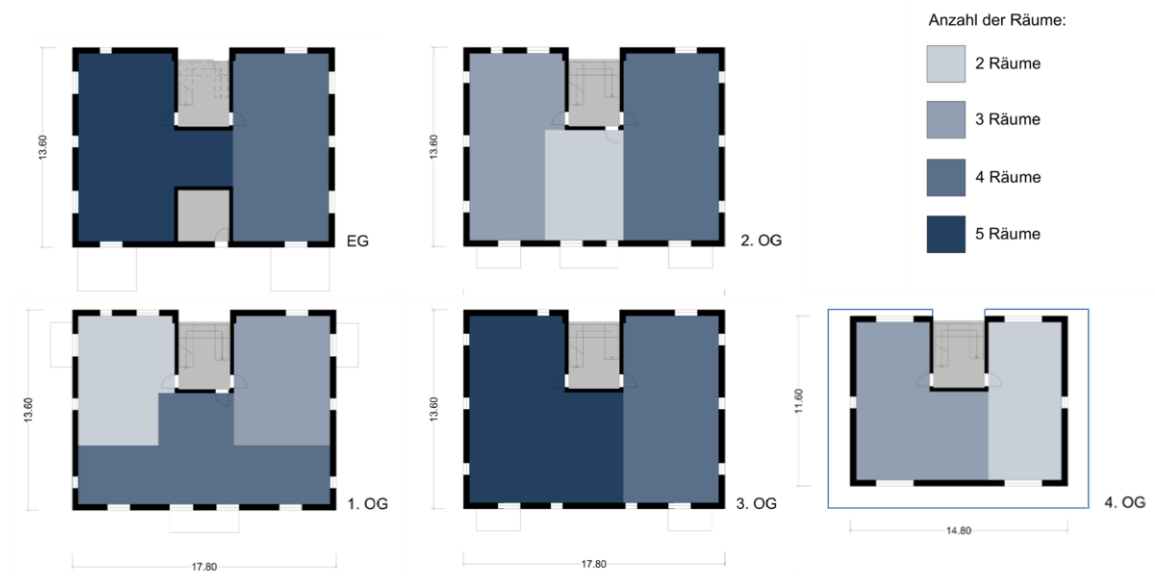 Anzahl der Räume:
2 Räume
3 Räume
4 Räume
5 Räume
13.60
EG
13.60
2. OG
13.60
1. OG
17.80
13.60
3. OG
17.80
11.60
4. OG
14.80